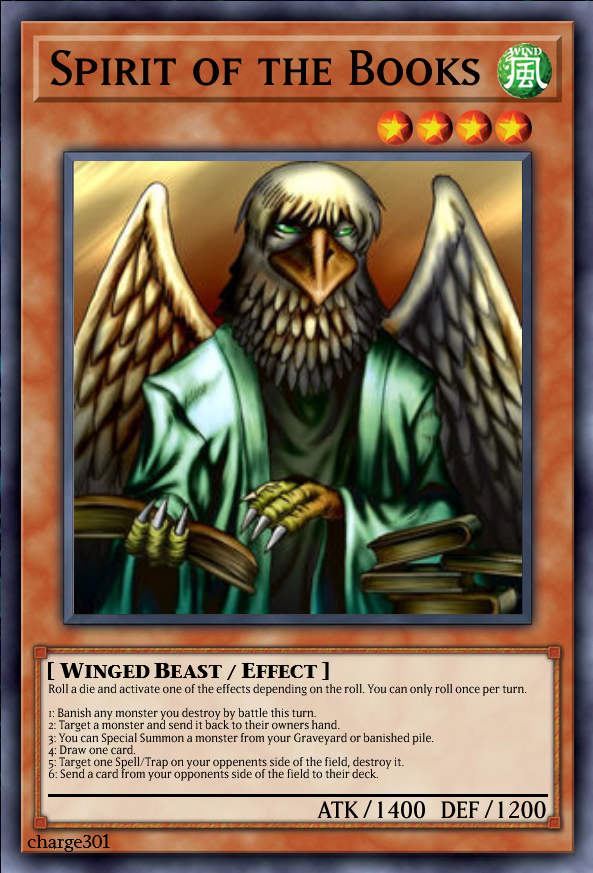 Spirit of the Books
WIND
風
[ Winged Beast / Effect ]
Roll a die and activate one of the effects depending on the roll. You can only roll once per turn.
1: Banish any monster you destroy by battle this turn.
2: Target a monster and send it back to their owners hand.
3: You can Special Summon a monster from your Graveyard or banished pile.
4: Draw one card.
5: Target one Spell/Trap on your oppenents side of the field, destroy it.
6: Send a card from your opponents side of the field to their deck.
ATK/1400 DEF/1200
charge301